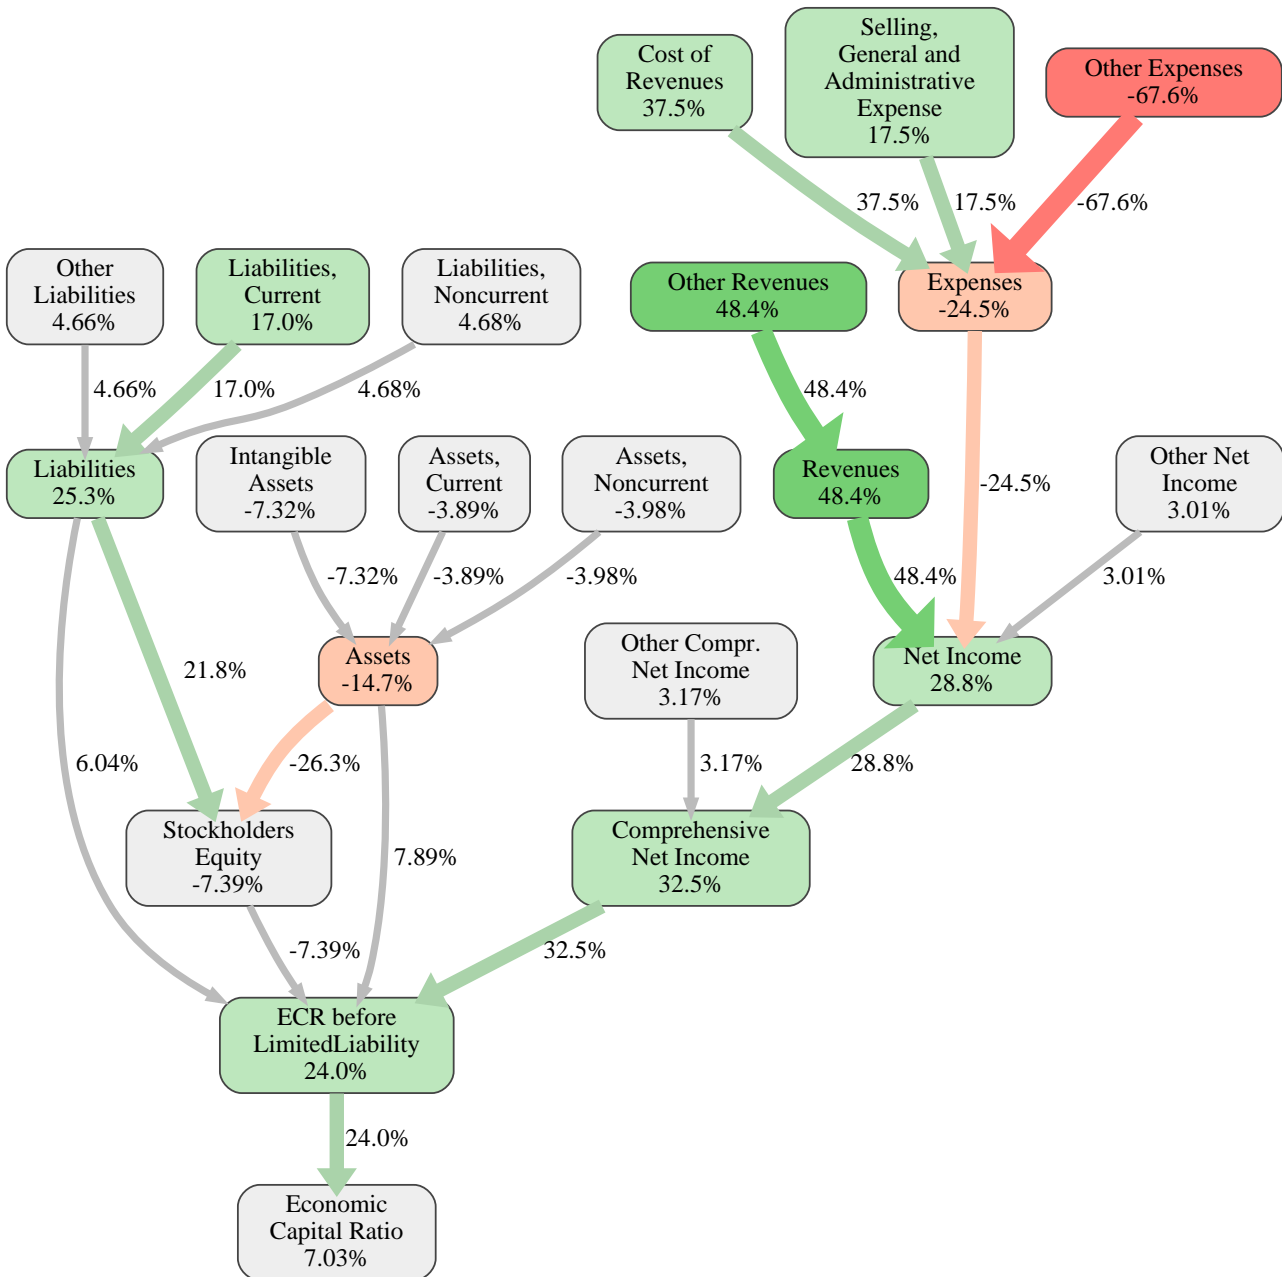 Cost of
Revenues
37.5%
Selling,
General and
Administrative
Expense
17.5%
Other Expenses
-67.6%
37.5%
17.5%
-67.6%
Other
Liabilities
4.66%
Liabilities,
Current
17.0%
Liabilities,
Noncurrent
4.68%
Other Revenues
48.4%
Expenses
-24.5%
4.66%
17.0%
4.68%
48.4%
Liabilities
25.3%
Intangible
Assets
-7.32%
Assets,
Current
-3.89%
Assets,
Noncurrent
-3.98%
Revenues
48.4%
-24.5%
Other Net
Income
3.01%
-7.32%
-3.89%
-3.98%
48.4%
3.01%
21.8%
Assets
-14.7%
Other Compr.
Net Income
3.17%
Net Income
28.8%
6.04%
-26.3%
3.17%
28.8%
Stockholders
Equity
-7.39%
7.89%
Comprehensive
Net Income
32.5%
-7.39%
32.5%
ECR before
LimitedLiability
24.0%
24.0%
Economic
Capital Ratio
7.03%